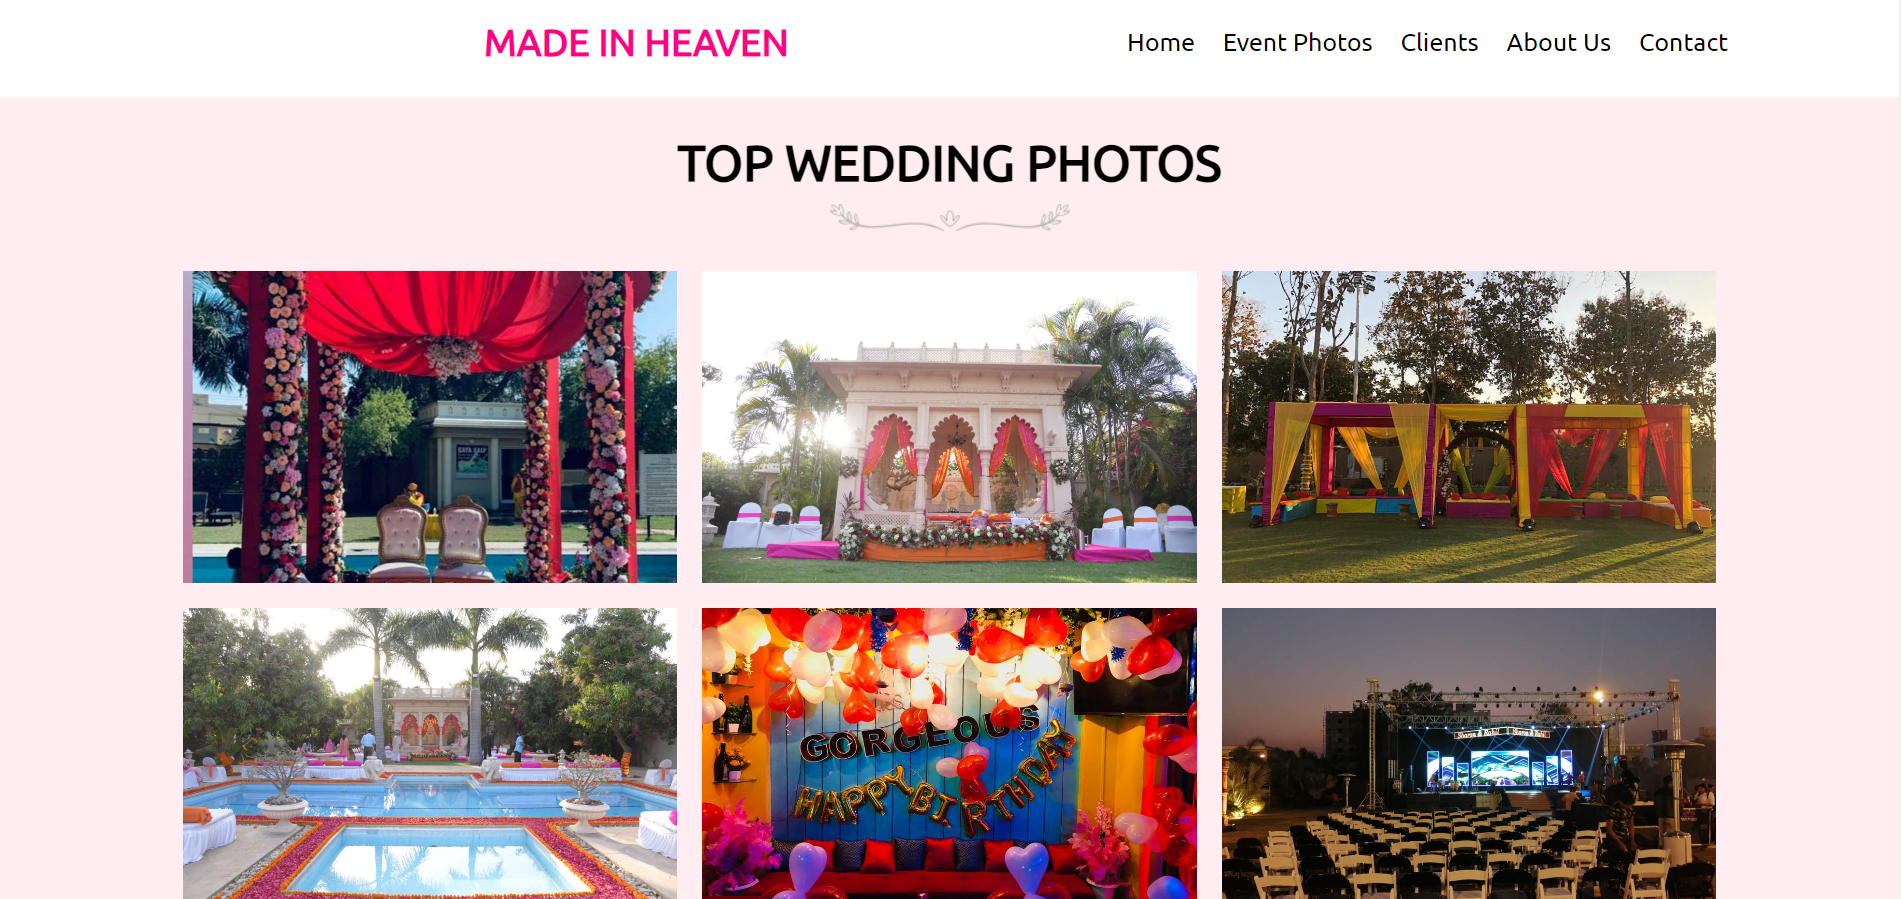 MADE IN HEAVEN
Home Event Photos Clients About Us Contact
TOP WEDDING PHOTOS
GORGEOUS
HAPPY BIRTHDAY